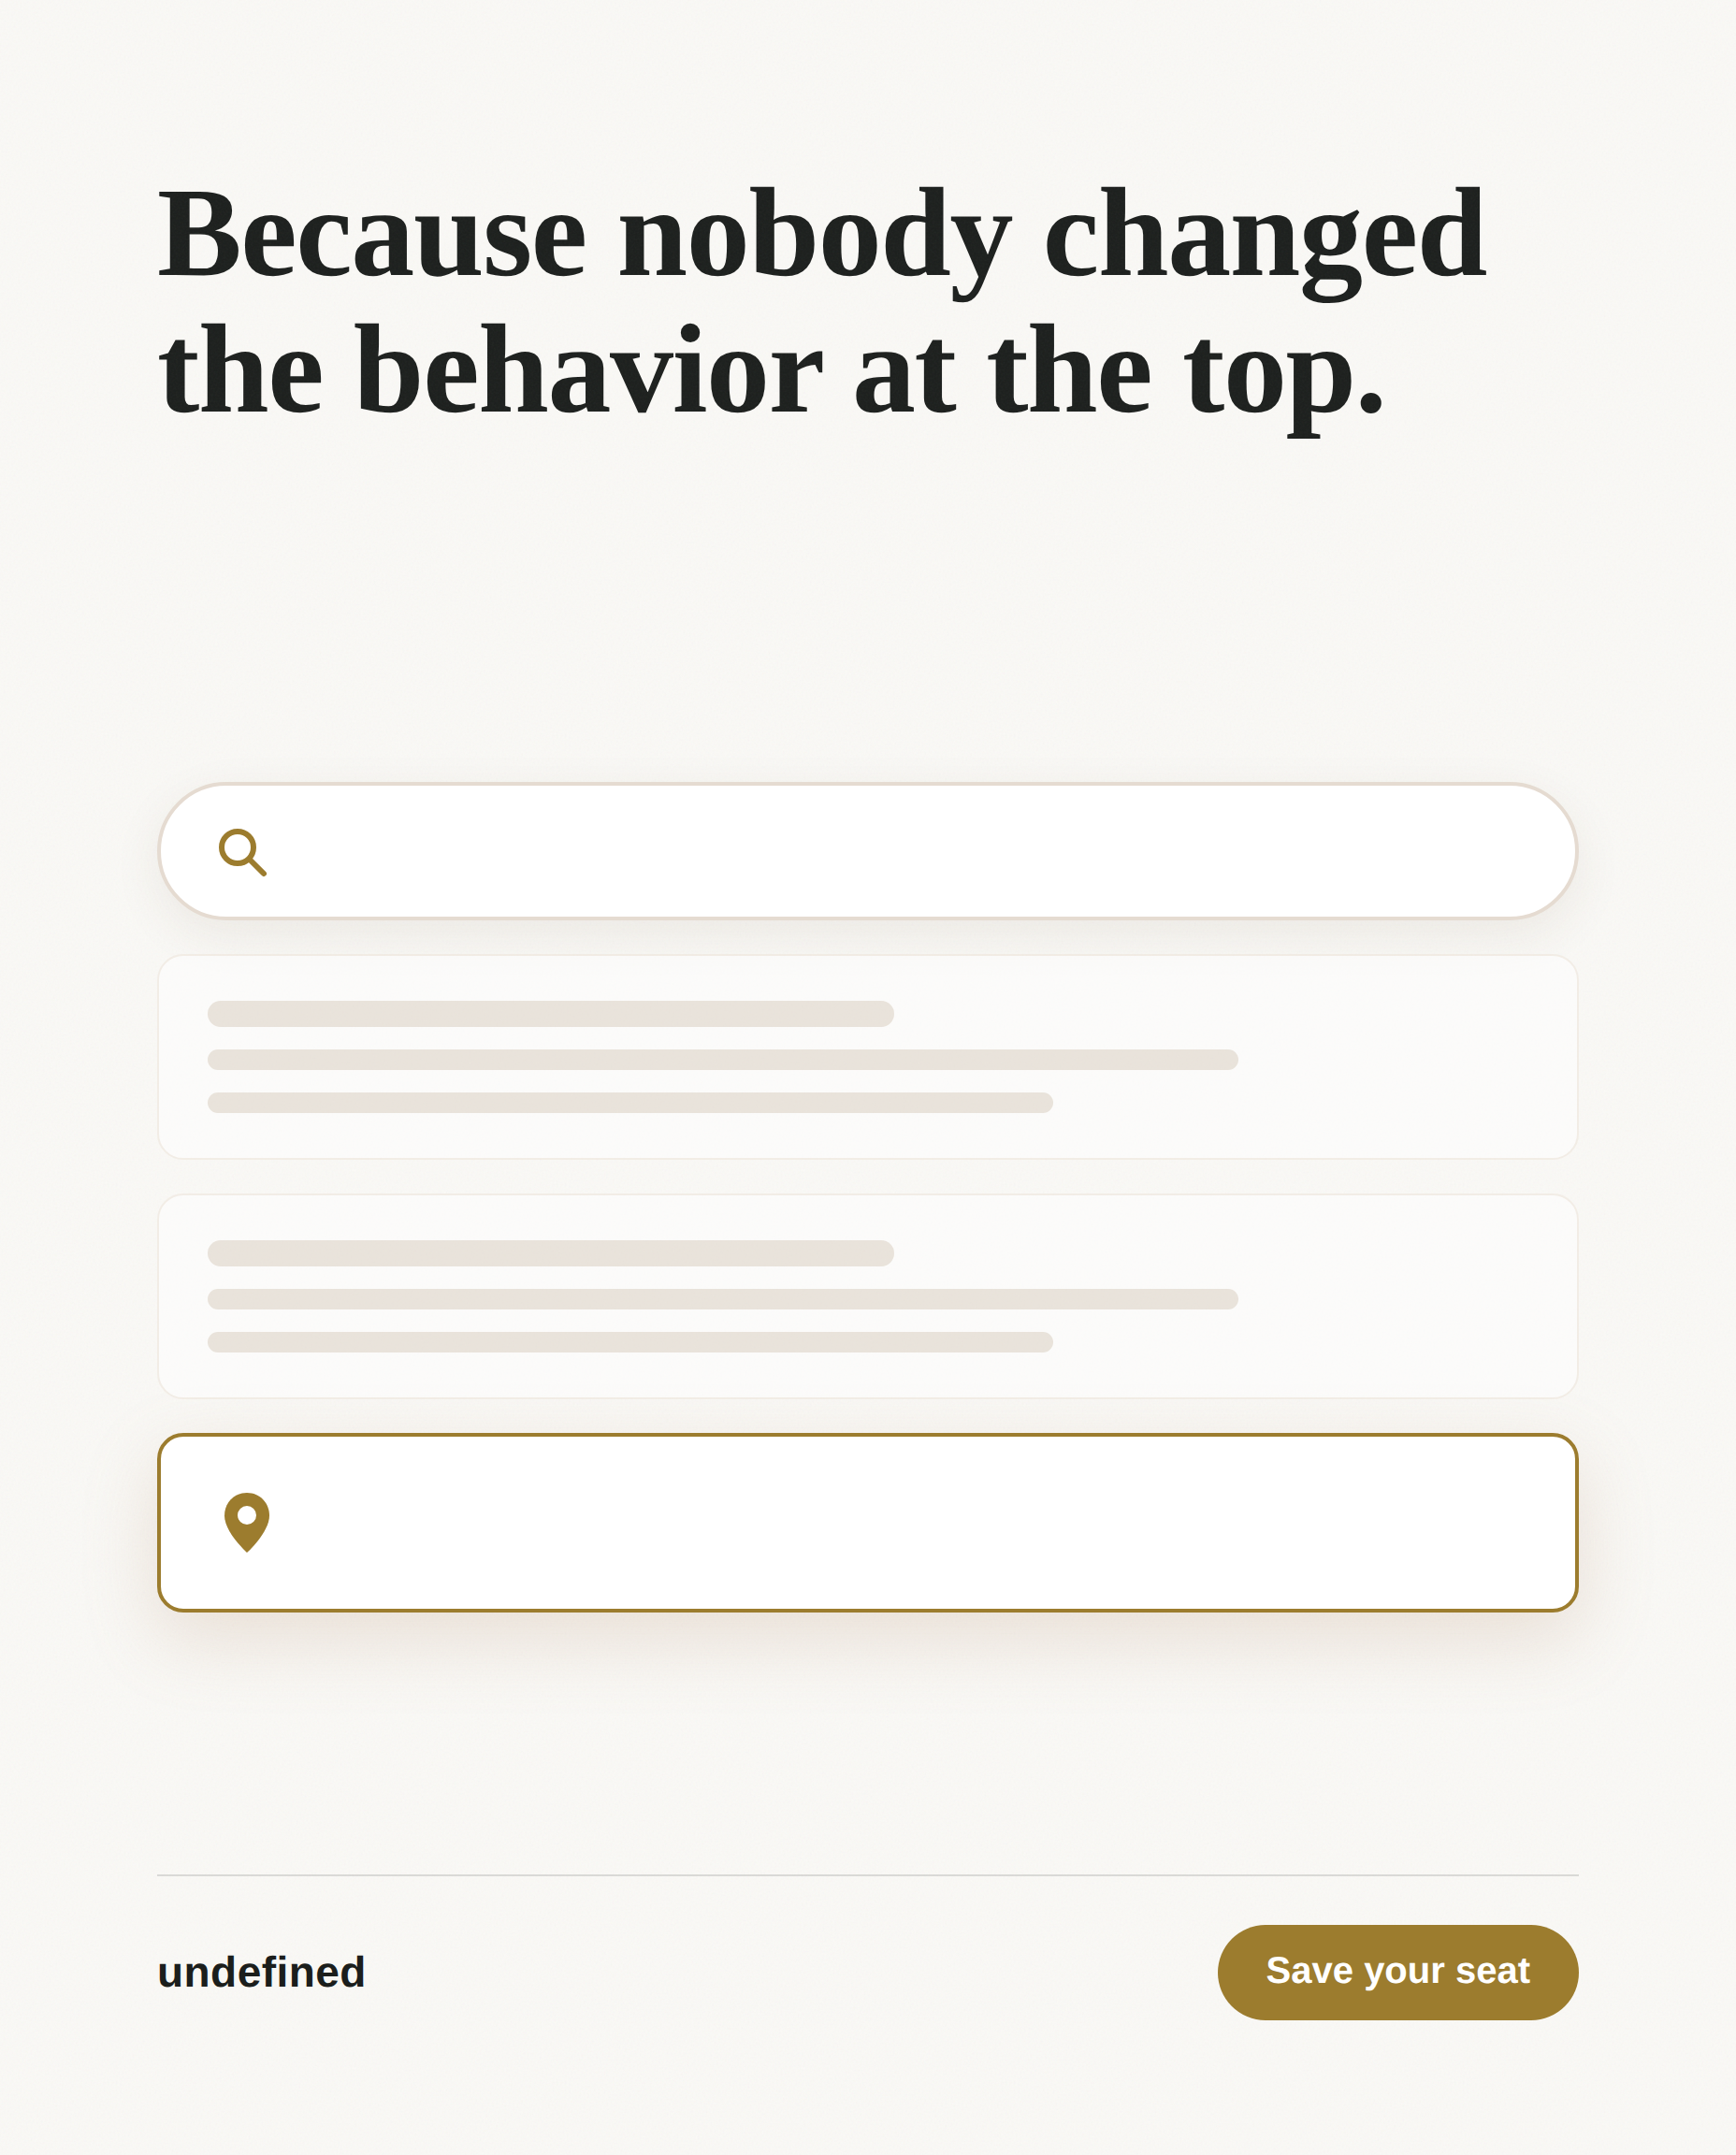 Because nobody changed
the behavior at the top.
undefined
Save your seat